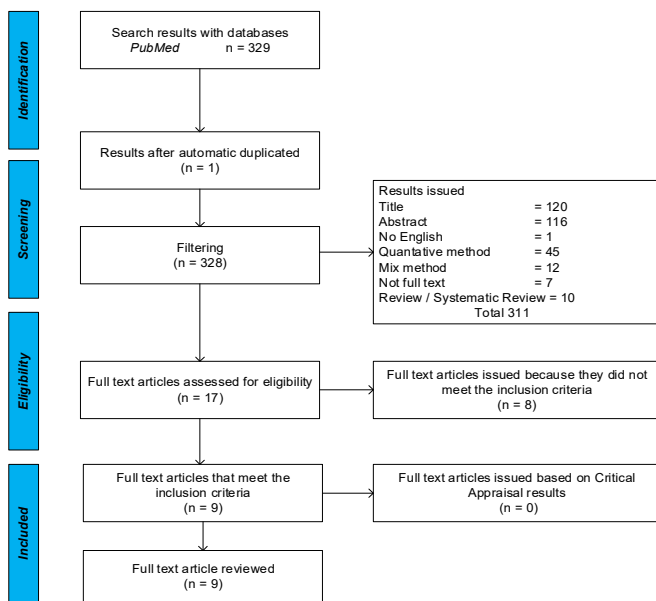 Identification
Search results with databases
PubMed n = 329
Results after automatic duplicated
(n = 1)
Screening
Filtering
(n = 328)
Results issued
Title = 120
Abstract = 116
No English = 1
Quantative method = 45
Mix method = 12
Not full text = 7
Review / Systematic Review = 10
Total 311
Eligibility
Full text articles assessed for eligibility
(n = 17)
Full text articles issued because they did not
meet the inclusion criteria
(n = 8)
Included
Full text articles that meet the
inclusion criteria
(n = 9)
Full text articles issued based on Critical
Appraisal results
(n = 0)
Full text article reviewed
(n = 9)